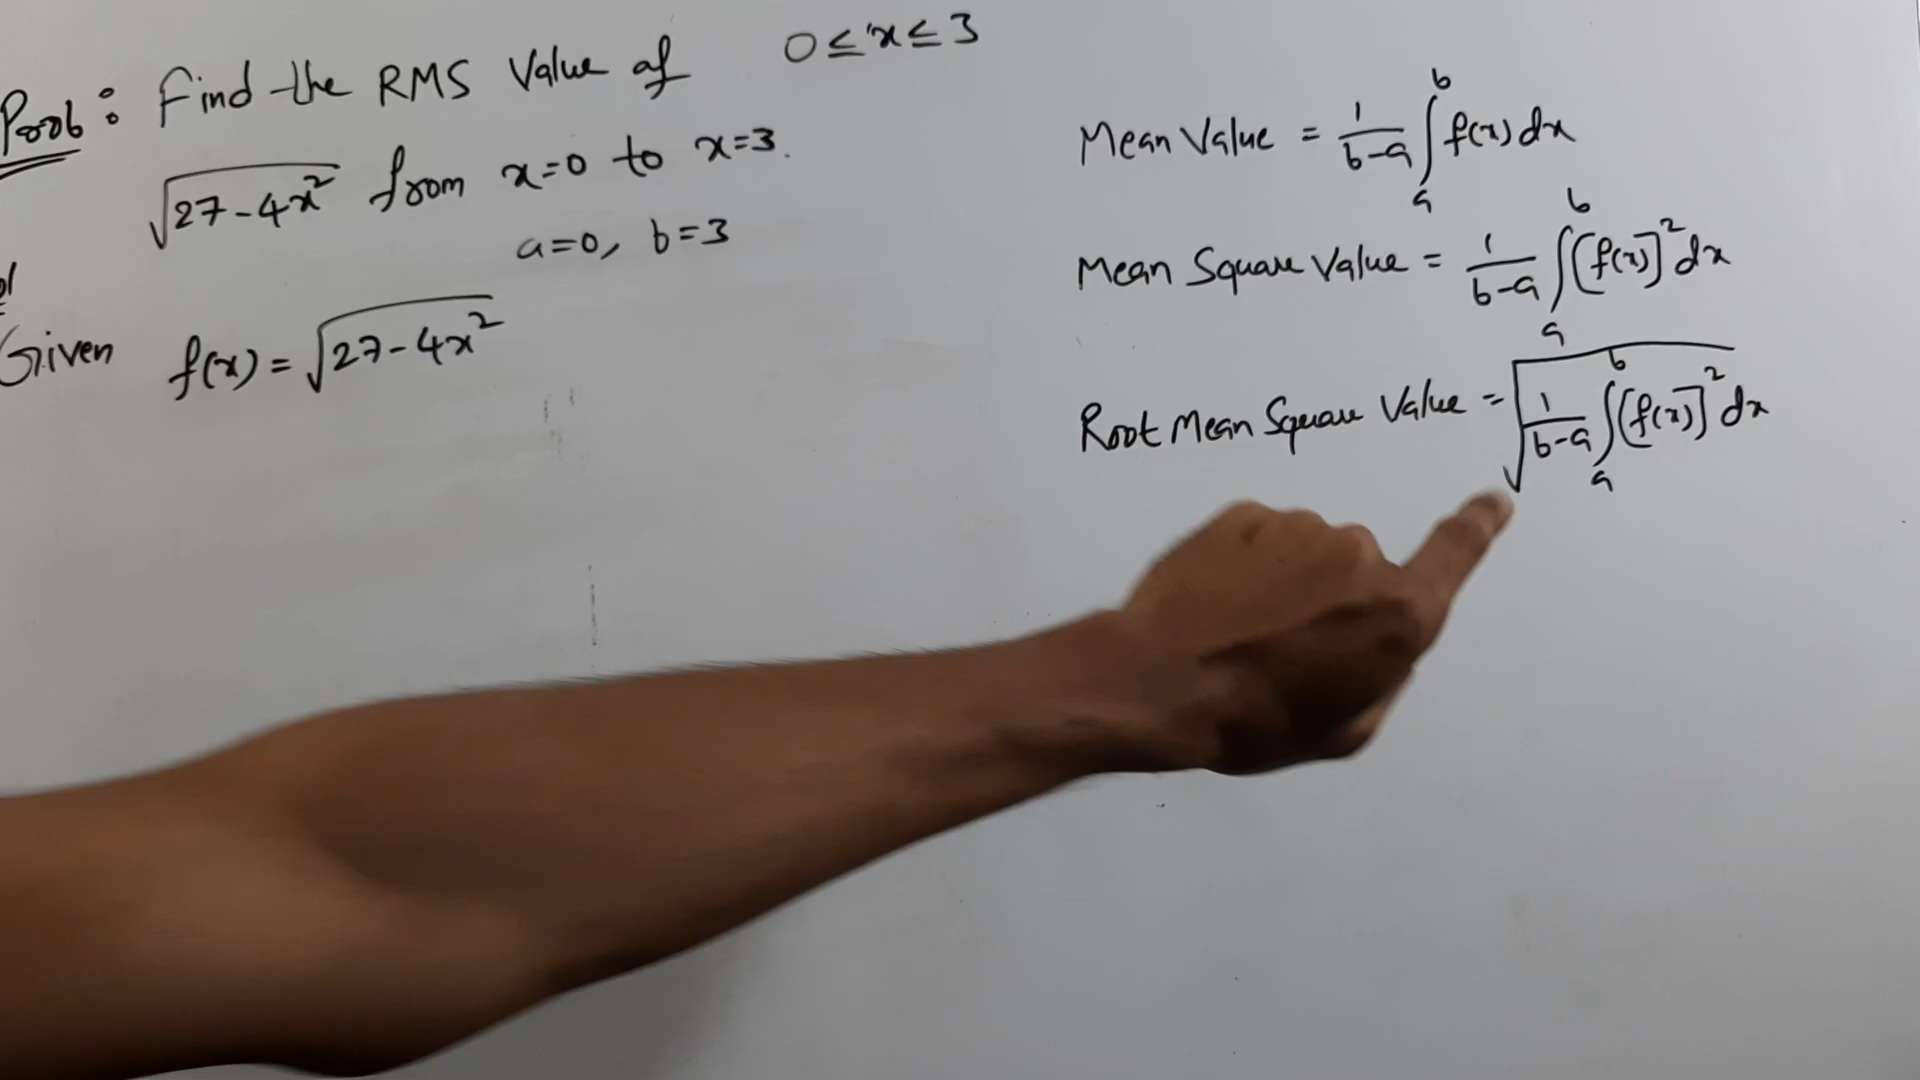 Prob: Find the RMS Value of 0 ≤ x ≤ 3
√(27-4x²) from x=0 to x=3.
a=0, b=3
Given f(x) = √(27-4x²)
Mean Value = 1/(b-a) ∫ₐᵇ f(x) dx
Mean Square Value = 1/(b-a) ∫ₐᵇ [f(x)]² dx
Root Mean Square Value = √(1/(b-a) ∫ₐᵇ [f(x)]² dx)